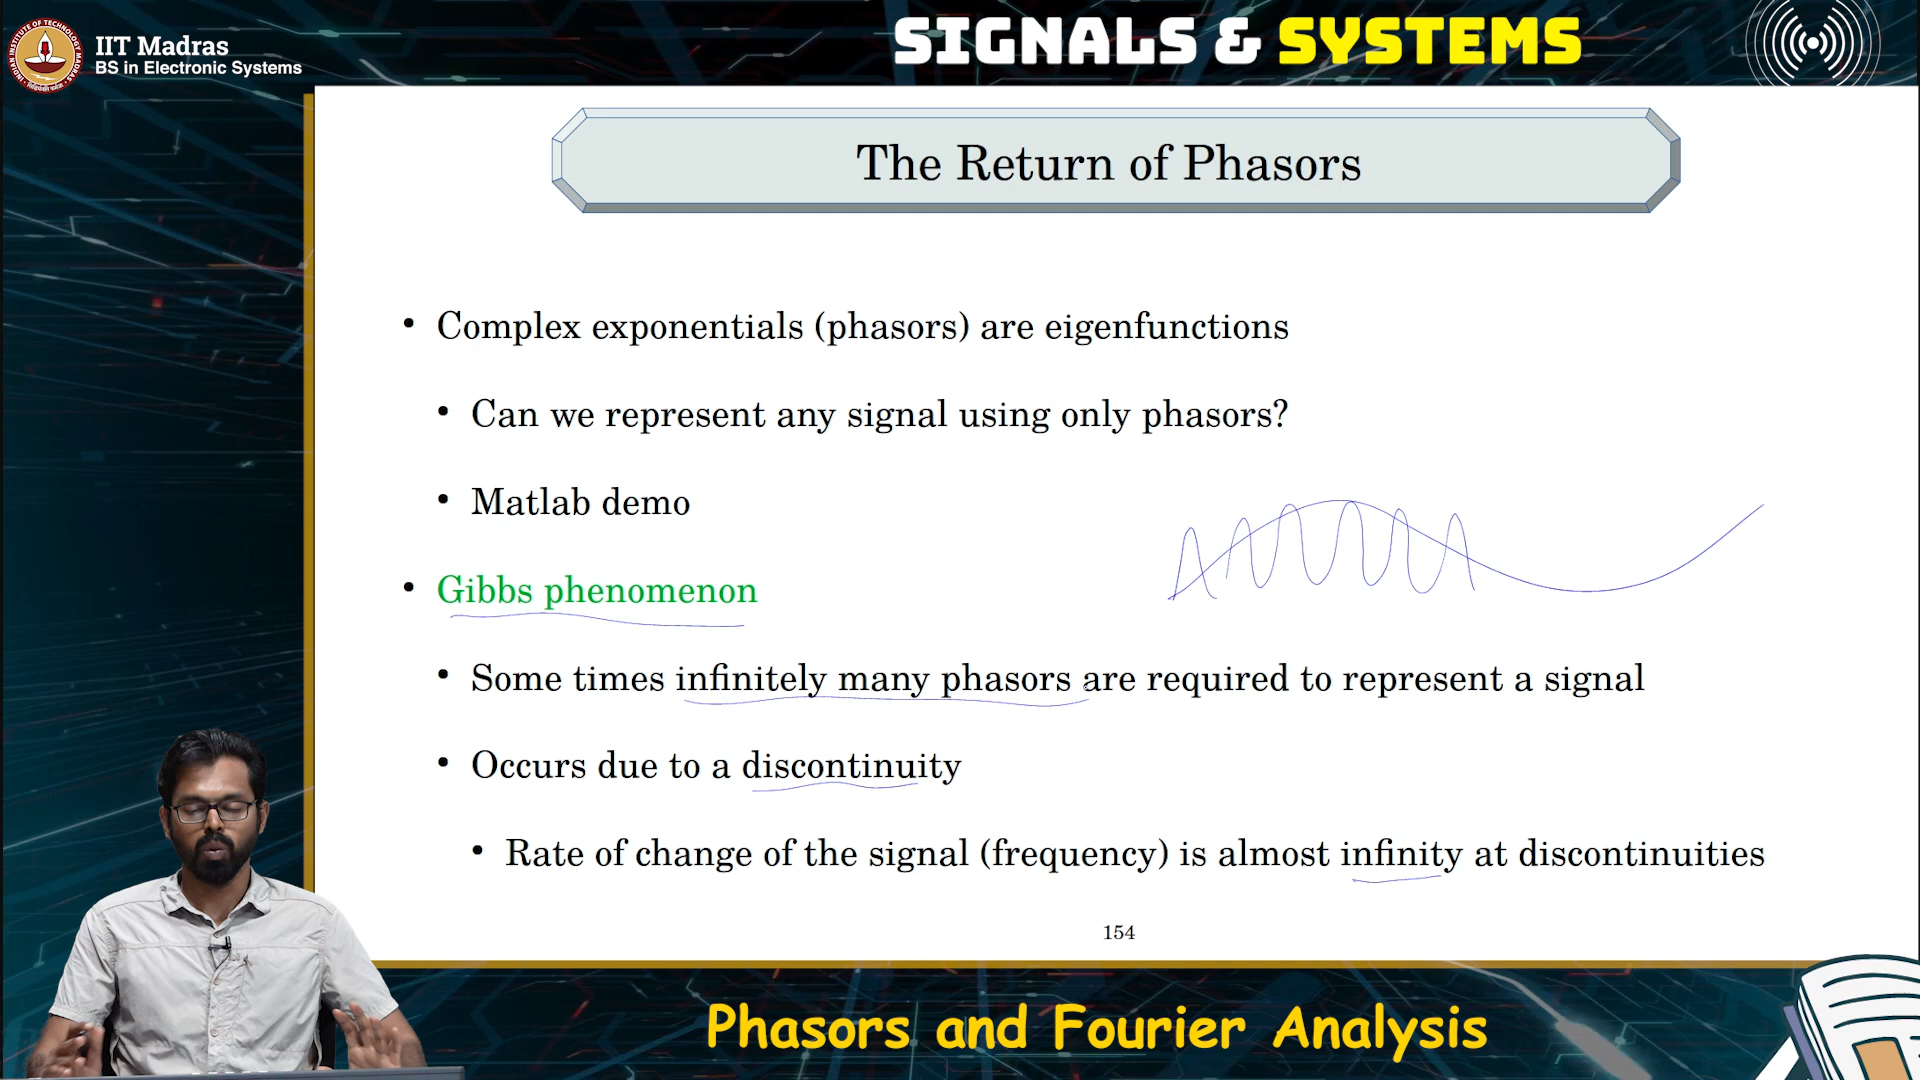 IIT Madras
BS in Electronic Systems
SIGNALS & SYSTEMS
The Return of Phasors
• Complex exponentials (phasors) are eigenfunctions
• Can we represent any signal using only phasors?
• Matlab demo
• Gibbs phenomenon
• Some times infinitely many phasors are required to represent a signal
• Occurs due to a discontinuity
• Rate of change of the signal (frequency) is almost infinity at discontinuities
154
Phasors and Fourier Analysis